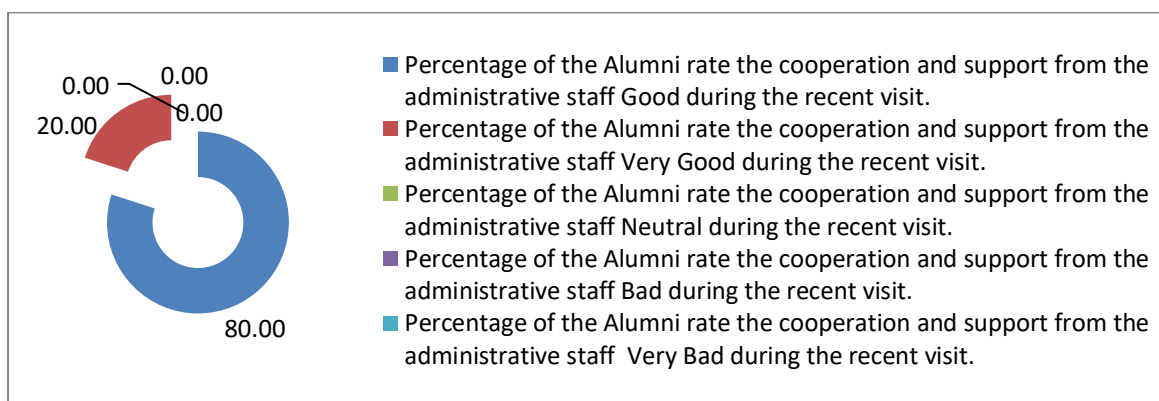 0.00
0.00
0.00
20.00
80.00
Percentage of the Alumni rate the cooperation and support from the
administrative staff Good during the recent visit.
Percentage of the Alumni rate the cooperation and support from the
administrative staff Very Good during the recent visit.
Percentage of the Alumni rate the cooperation and support from the
administrative staff Neutral during the recent visit.
Percentage of the Alumni rate the cooperation and support from the
administrative staff Bad during the recent visit.
Percentage of the Alumni rate the cooperation and support from the
administrative staff  Very Bad during the recent visit.